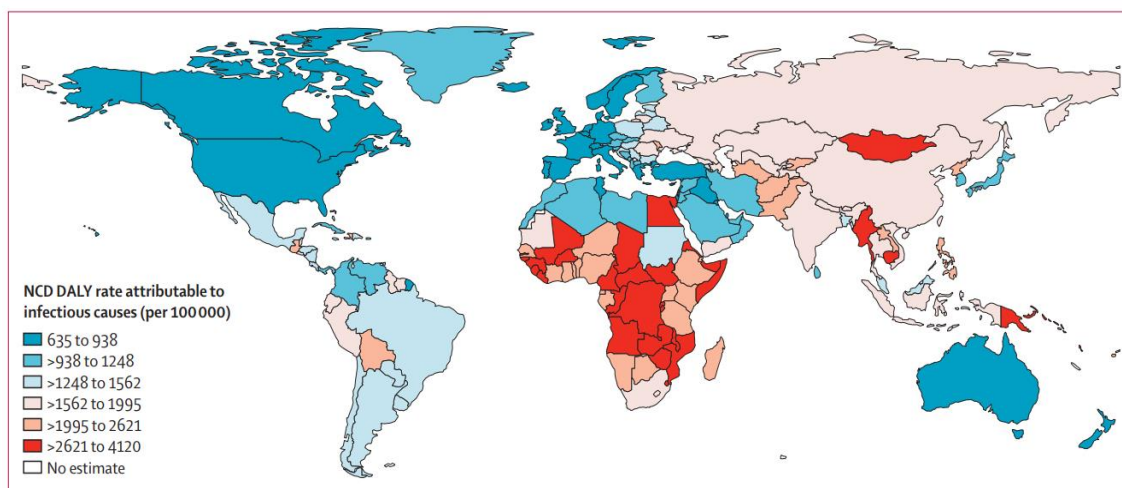 NCD DALY rate attributable to
infectious causes (per 100 000)
635 to 938
>938 to 1248
>1248 to 1562
>1562 to 1995
>1995 to 2621
>2621 to 4120
No estimate